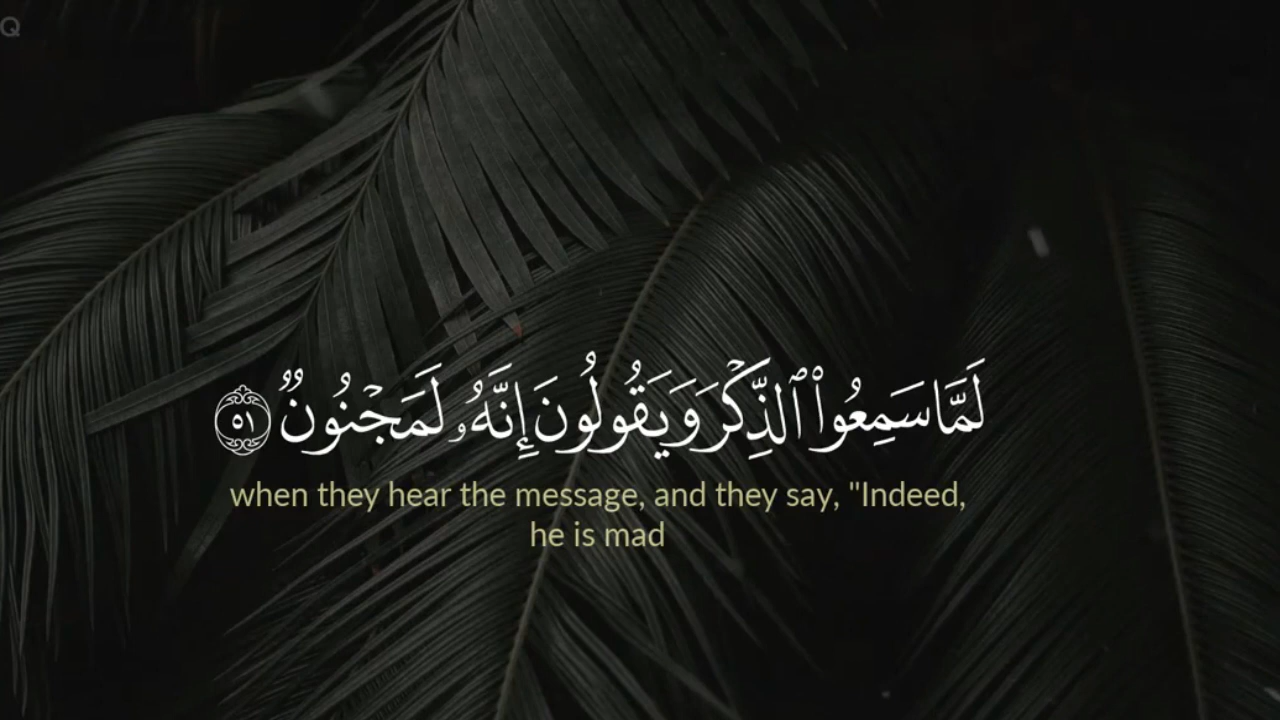 Q
لَمَّا سَمِعُوا۟ ٱلذِّكْرَ وَيَقُولُونَ إِنَّهُۥ لَمَجْنُونٌۭ ٥١
when they hear the message, and they say, "Indeed,
he is mad